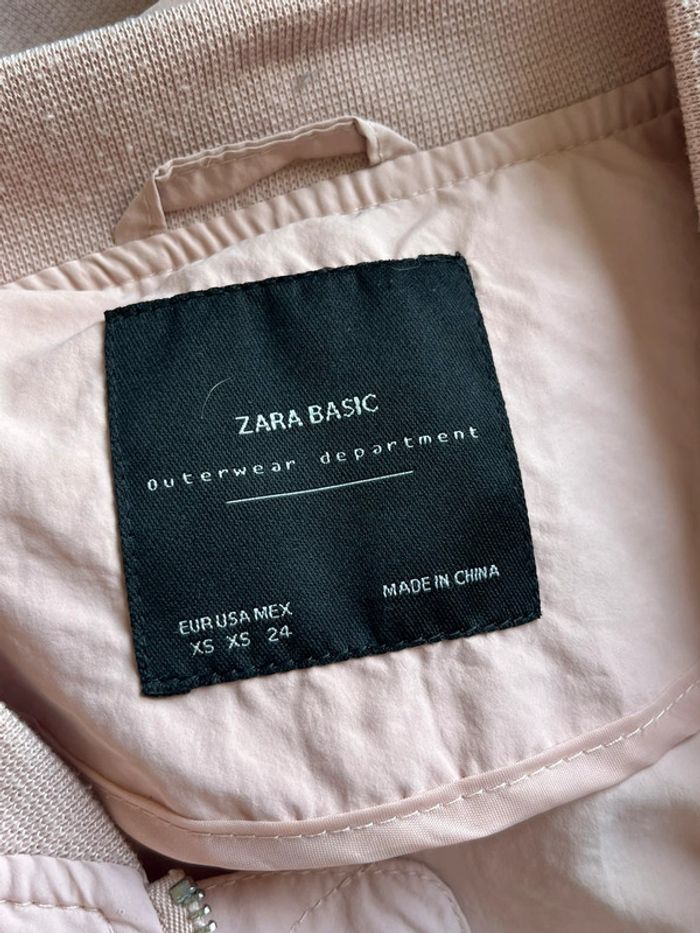 ZARA BASIC
outerwear department
MADE IN CHINA
EUR USA MEX
XS XS 24